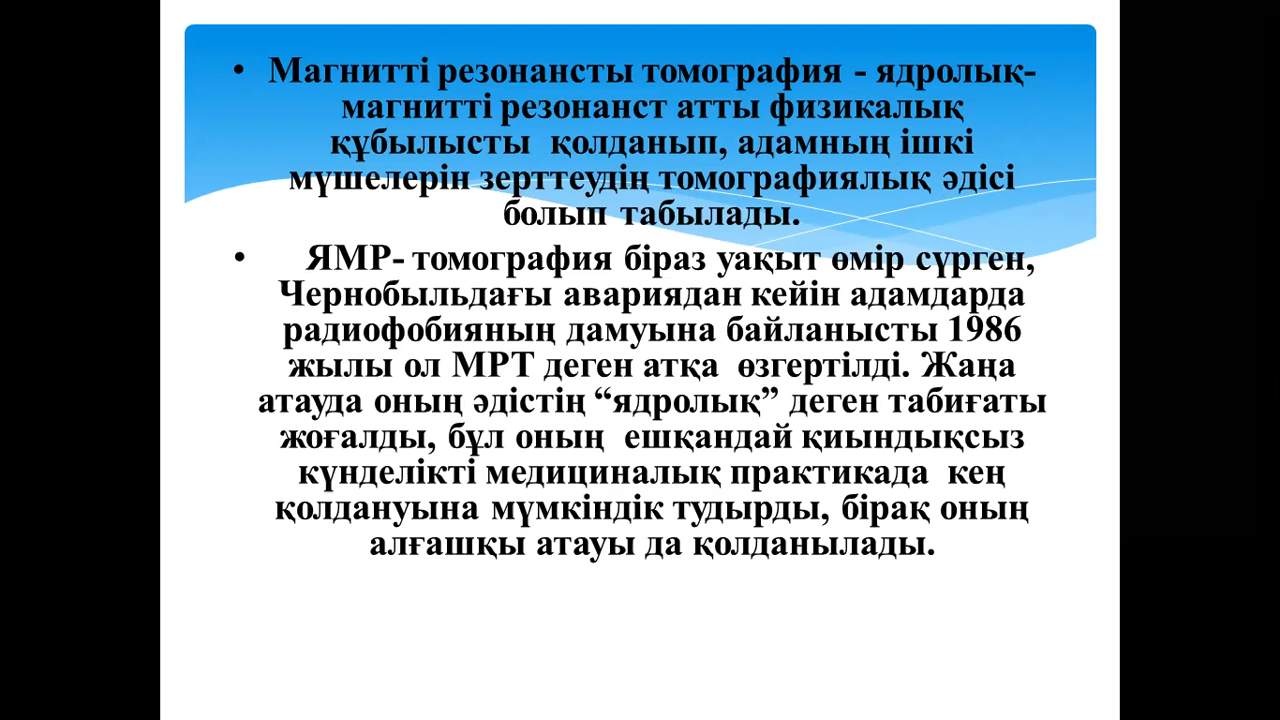 • Магнитті резонансты томография - ядролық-
магнитті резонанст атты физикалық
құбылысты қолданып, адамның ішкі
мүшелерін зерттеудің томографиялық әдісі
болып табылады.
• ЯМР- томография біраз уақыт өмір сүрген,
Чернобыльдағы авариядан кейін адамдарда
радиофобияның дамуына байланысты 1986
жылы ол МРТ деген атқа өзгертілді. Жаңа
атауда оның әдістің “ядролық” деген табиғаты
жоғалды, бұл оның ешқандай қиындықсыз
күнделікті медициналық практикада кең
қолдануына мүмкіндік тудырды, бірақ оның
алғашқы атауы да қолданылады.